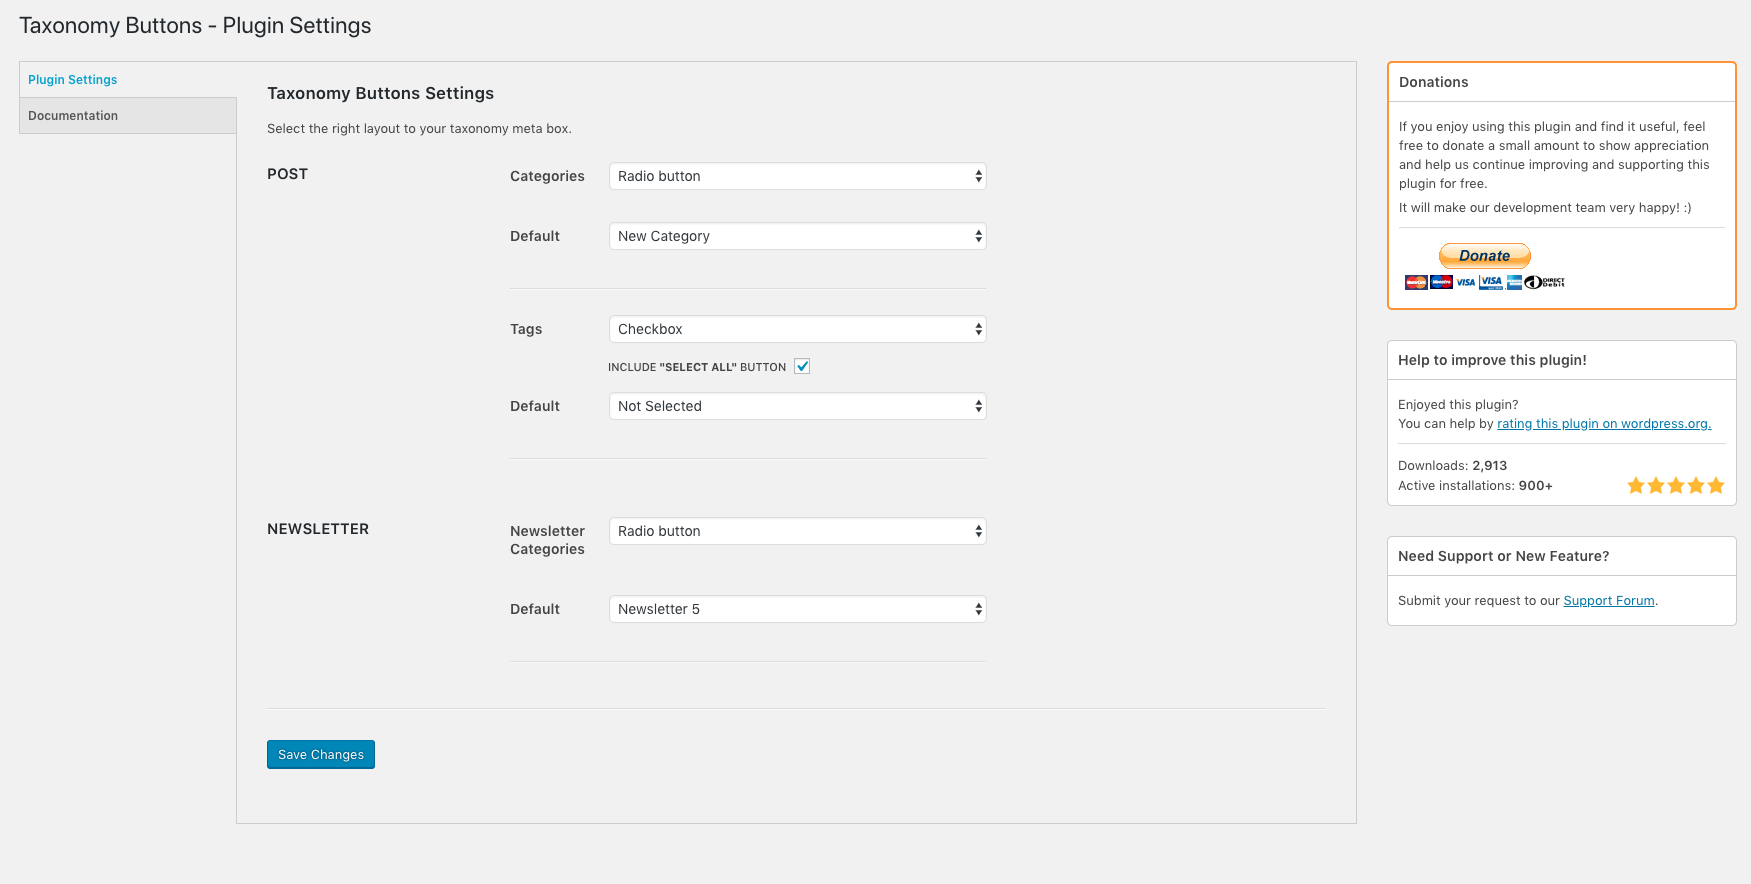 Taxonomy Buttons - Plugin Settings
Plugin Settings
Documentation
Taxonomy Buttons Settings
Select the right layout to your taxonomy meta box.
POST
Categories
Radio button
Default
New Category
Tags
Checkbox
INCLUDE "SELECT ALL" BUTTON
Default
Not Selected
NEWSLETTER
Newsletter
Categories
Radio button
Default
Newsletter 5
Save Changes
Donations
If you enjoy using this plugin and find it useful, feel
free to donate a small amount to show appreciation
and help us continue improving and supporting this
plugin for free.
It will make our development team very happy! :)
Donate
MasterCard Maestro VISA VISA DIRECT Debit
Help to improve this plugin!
Enjoyed this plugin?
You can help by rating this plugin on wordpress.org.
Downloads: 2,913
Active installations: 900+
Need Support or New Feature?
Submit your request to our Support Forum.